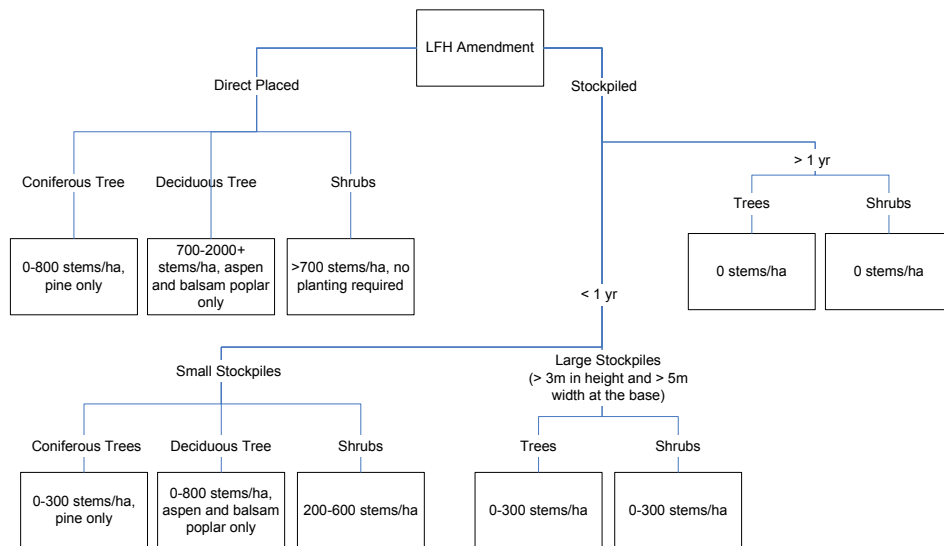 LFH Amendment
Direct Placed
Stockpiled
> 1 yr
Coniferous Tree
Deciduous Tree
Shrubs
Trees
Shrubs
0-800 stems/ha,
pine only
700-2000+
stems/ha, aspen
and balsam poplar
only
>700 stems/ha, no
planting required
0 stems/ha
0 stems/ha
< 1 yr
Small Stockpiles
Large Stockpiles
(> 3m in height and > 5m
width at the base)
Coniferous Trees
Deciduous Tree
Shrubs
Trees
Shrubs
0-300 stems/ha,
pine only
0-800 stems/ha,
aspen and balsam
poplar only
200-600 stems/ha
0-300 stems/ha
0-300 stems/ha